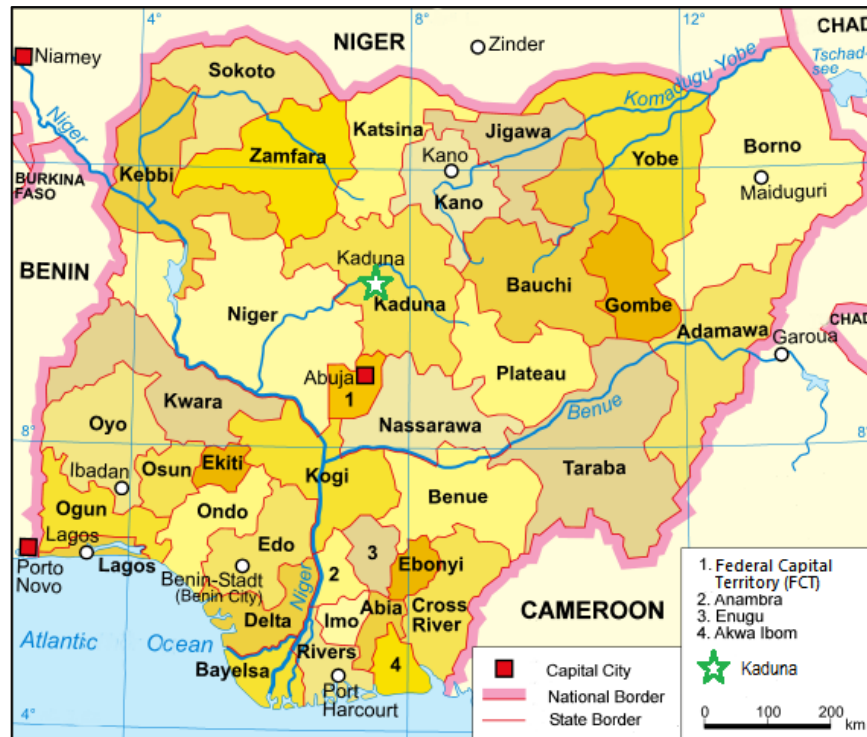 4°
8°
12°
CHAD
NIGER
Zinder
Niamey
Tschad-
see
Sokoto
Komadugu Yobe
Niger
Katsina
Jigawa
Zamfara
Kano
Yobe
Borno
Kebbi
BURKINA
FASO
Kano
Maiduguri
Kaduna
BENIN
Bauchi
Kaduna
Gombe
Niger
CHAD
Adamawa
Garoua
Abuja
1
Plateau
Kwara
Benue
Nassarawa
Oyo
8°
8°
Ibadan
Osun
Ekiti
Kogi
Taraba
Benue
Ogun
Ondo
Lagos
Edo
3
Ebonyi
Porto
Novo
Lagos
2
Benin-Stadt
(Benin City)
Niger
Abia
Cross
River
CAMEROON
Delta
Imo
Atlantic Ocean
Rivers
Bayelsa
4
Port
Harcourt
4°
1. Federal Capital
Territory (FCT)
2. Anambra
3. Enugu
4. Akwa Ibom
Kaduna
Capital City
National Border
State Border
0 100 200
km